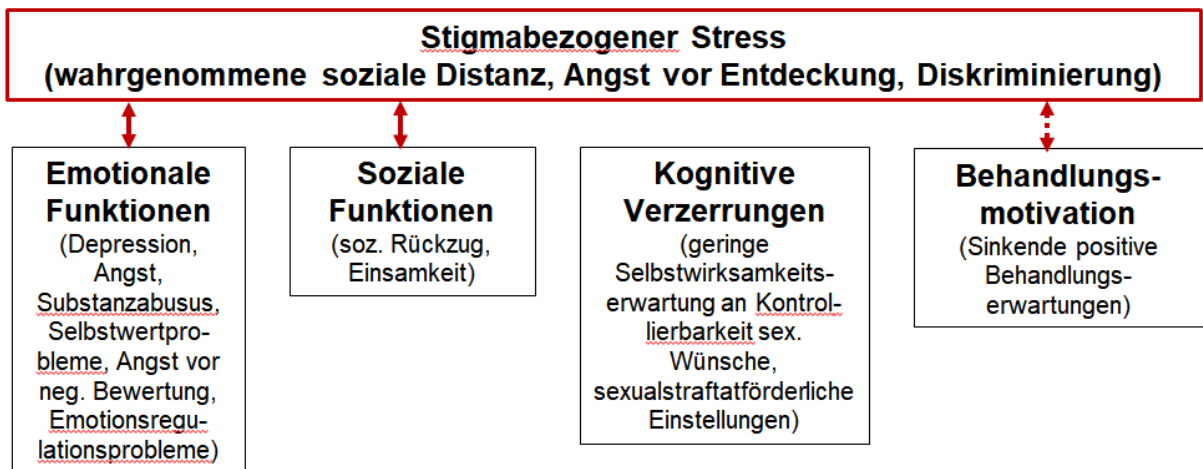 Stigmabezogener Stress
(wahrgenommene soziale Distanz, Angst vor Entdeckung, Diskriminierung)
Emotionale
Funktionen
(Depression,
Angst,
Substanzabusus,
Selbstwertpro-
bleme, Angst vor
neg. Bewertung,
Emotionsregu-
lationsprobleme)
Soziale
Funktionen
(soz. Rückzug,
Einsamkeit)
Kognitive
Verzerrungen
(geringe
Selbstwirksamkeits-
erwartung an Kontrol-
lierbarkeit sex.
Wünsche,
sexualstraftatförderliche
Einstellungen)
Behandlungs-
motivation
(Sinkende positive
Behandlungs-
erwartungen)